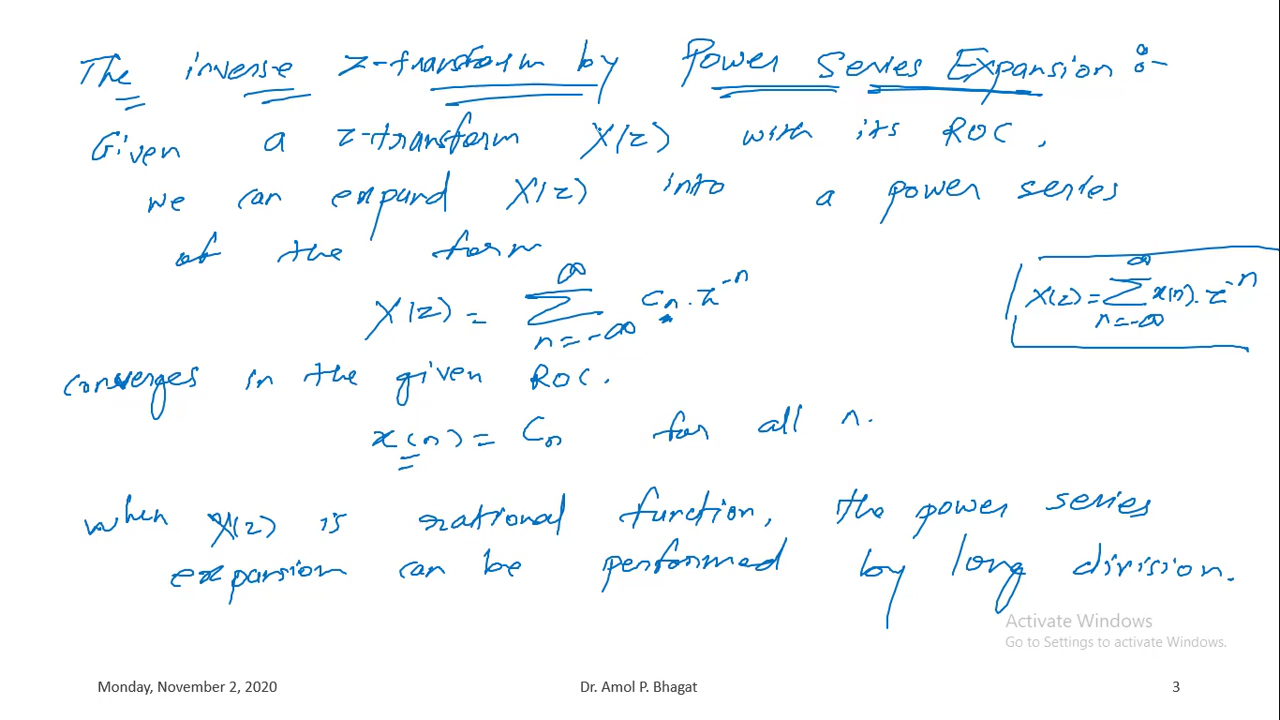 The inverse z-transform by Power Series Expansion :-
Given a z-transform X(z) with its ROC,
we can expand X(z) into a power series
of the form
X(z) = ∑_{n=-∞}^{∞} c_n . z^{-n}
X(z) = ∑_{n=-∞}^{∞} x(n) . z^{-n}
converges in the given ROC.
x(n) = C_n for all n.
when X(z) is rational function, the power series
expansion can be performed by long division.
Activate Windows
Go to Settings to activate Windows.
Monday, November 2, 2020 Dr. Amol P. Bhagat 3